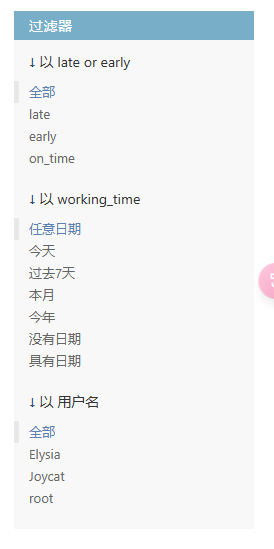 过滤器
↓ 以 late or early
全部
late
early
on_time
↓ 以 working_time
任意日期
今天
过去7天
本月
今年
没有日期
具有日期
↓ 以 用户名
全部
Elysia
Joycat
root